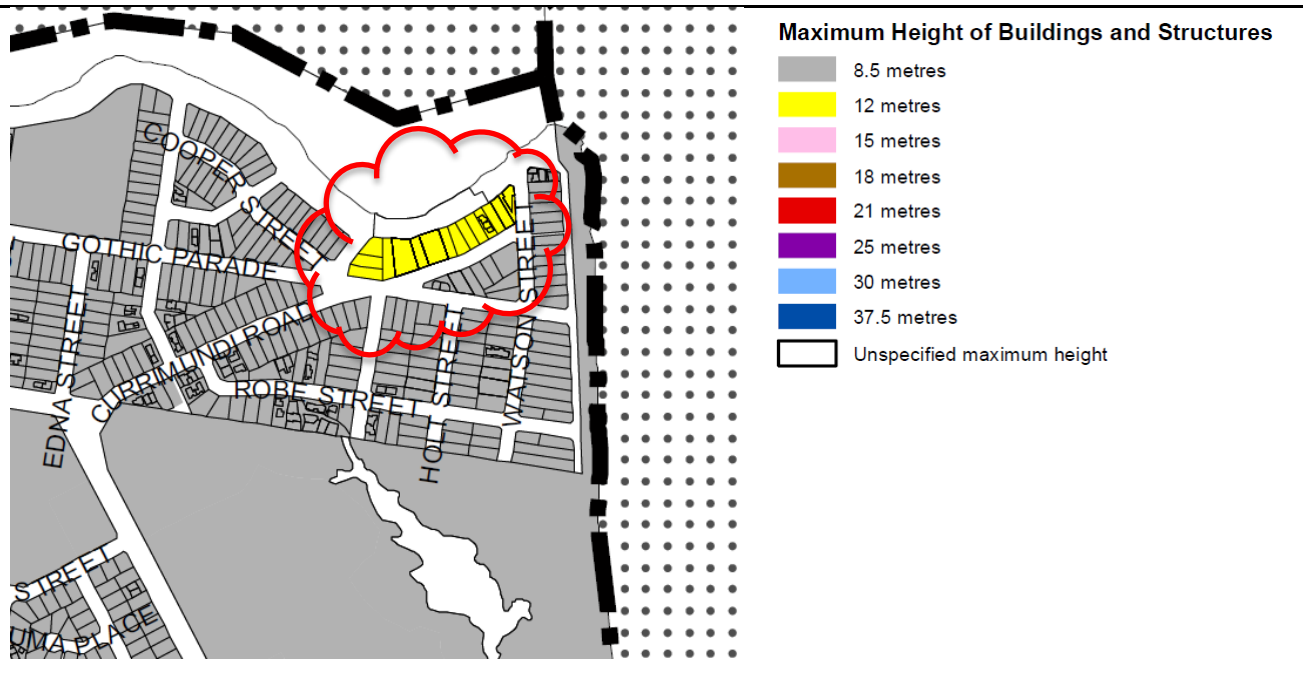 Maximum Height of Buildings and Structures
8.5 metres
12 metres
15 metres
18 metres
21 metres
25 metres
30 metres
37.5 metres
Unspecified maximum height
COOPER STREET
GOTHIC PARADE
EDNA STREET
CURRIMUNDI ROAD
ROBE STREET
HOLT STREET
WATSON STREET
STREET
UMA PLACE